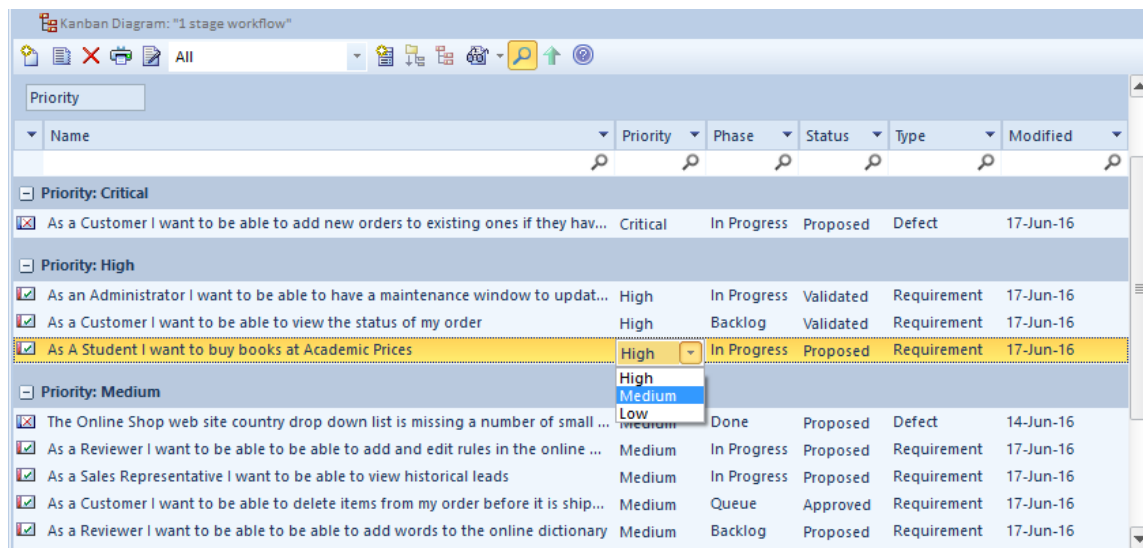 Kanban Diagram: "1 stage workflow"
All
Priority
Name Priority Phase Status Type Modified
Priority: Critical
As a Customer I want to be able to add new orders to existing ones if they hav... Critical In Progress Proposed Defect 17-Jun-16
Priority: High
As an Administrator I want to be able to have a maintenance window to updat... High In Progress Validated Requirement 17-Jun-16
As a Customer I want to be able to view the status of my order High Backlog Validated Requirement 17-Jun-16
As A Student I want to buy books at Academic Prices High In Progress Proposed Requirement 17-Jun-16
High
Medium
Low
Priority: Medium
The Online Shop web site country drop down list is missing a number of small ... Medium Done Proposed Defect 14-Jun-16
As a Reviewer I want to be able to be able to add and edit rules in the online ... Medium In Progress Proposed Requirement 17-Jun-16
As a Sales Representative I want to be able to view historical leads Medium In Progress Proposed Requirement 17-Jun-16
As a Customer I want to be able to delete items from my order before it is ship... Medium Queue Approved Requirement 17-Jun-16
As a Reviewer I want to be able to be able to add words to the online dictionary Medium Backlog Proposed Requirement 17-Jun-16